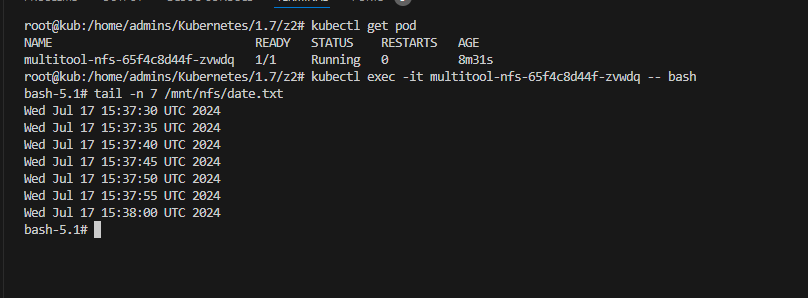 root@kub:/home/admins/Kubernetes/1.7/z2# kubectl get pod
NAME                             READY   STATUS    RESTARTS   AGE
multitool-nfs-65f4c8d44f-zvwdq   1/1     Running   0          8m31s
root@kub:/home/admins/Kubernetes/1.7/z2# kubectl exec -it multitool-nfs-65f4c8d44f-zvwdq -- bash
bash-5.1# tail -n 7 /mnt/nfs/date.txt
Wed Jul 17 15:37:30 UTC 2024
Wed Jul 17 15:37:35 UTC 2024
Wed Jul 17 15:37:40 UTC 2024
Wed Jul 17 15:37:45 UTC 2024
Wed Jul 17 15:37:50 UTC 2024
Wed Jul 17 15:37:55 UTC 2024
Wed Jul 17 15:38:00 UTC 2024
bash-5.1#